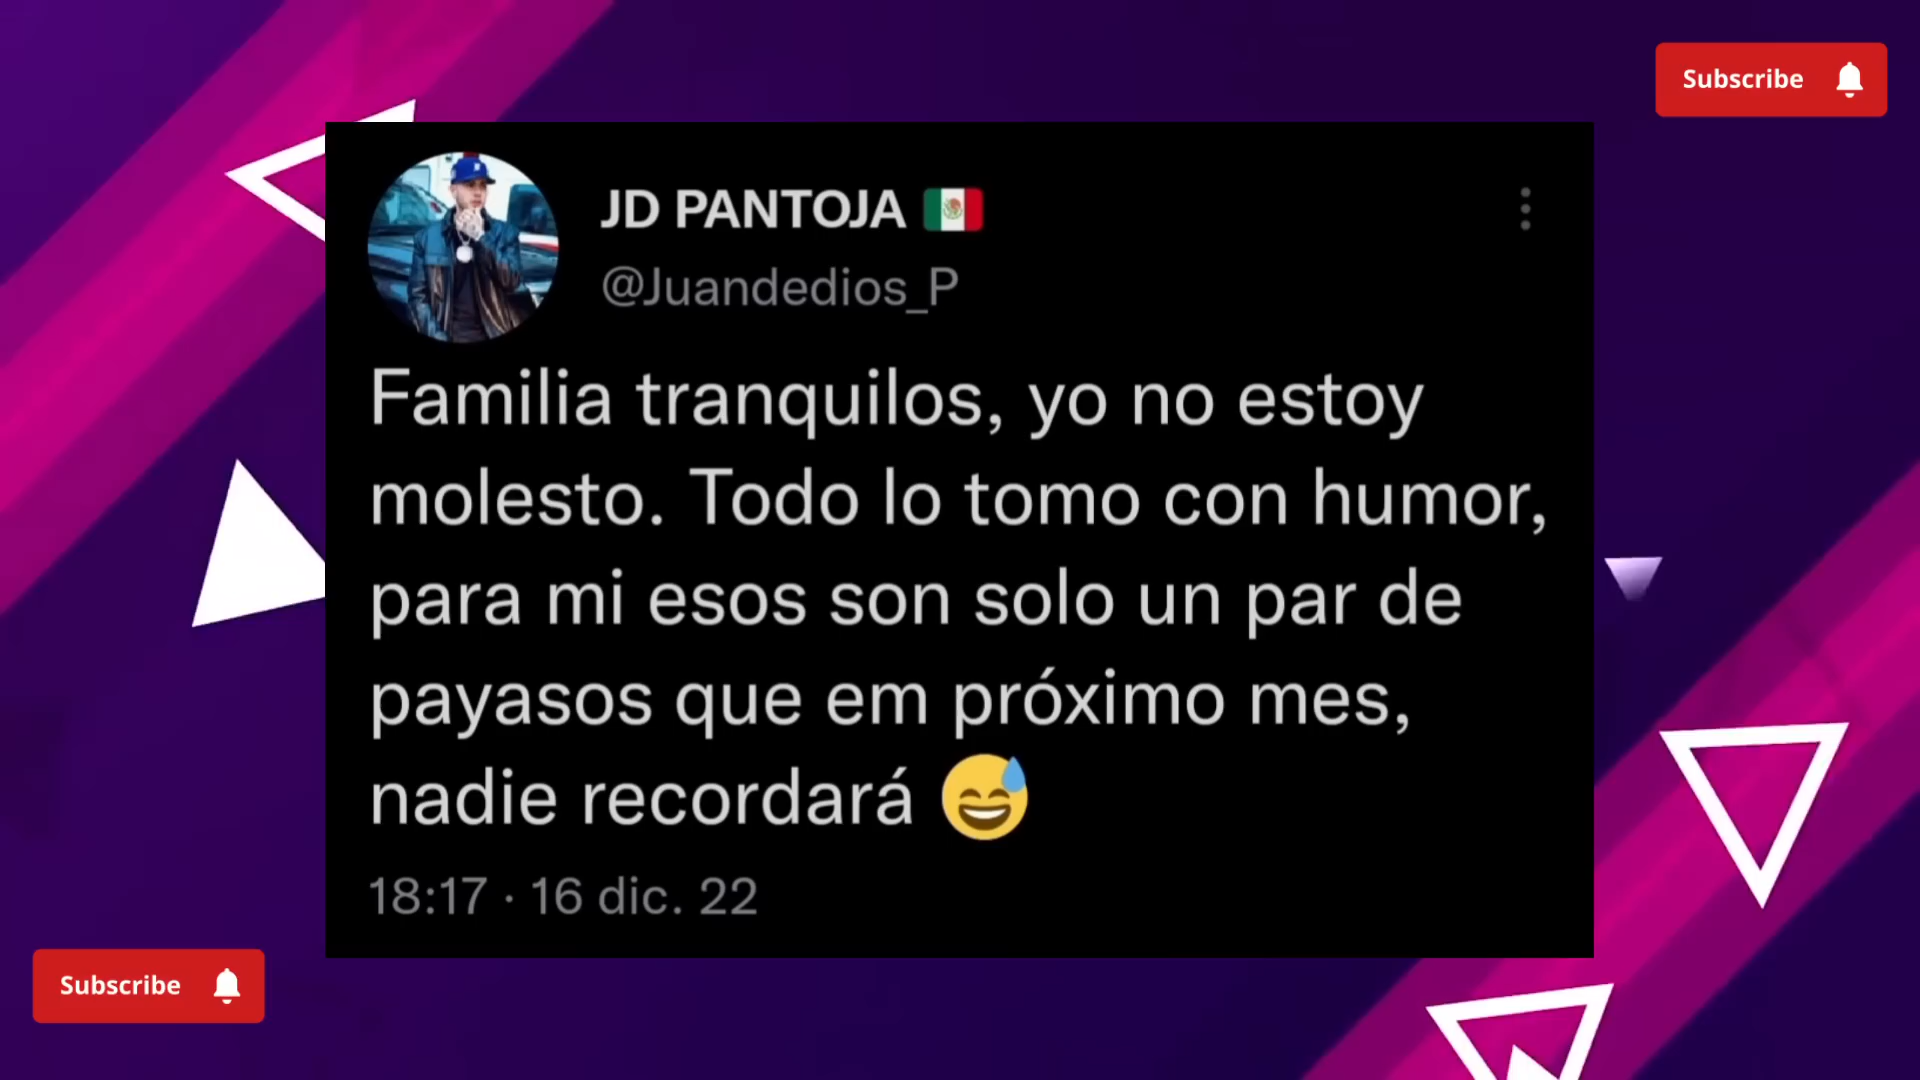 Subscribe
JD PANTOJA 🇲🇽
@Juandedios_P
Familia tranquilos, yo no estoy
molesto. Todo lo tomo con humor,
para mi esos son solo un par de
payasos que em próximo mes,
nadie recordará 😅
18:17 · 16 dic. 22
Subscribe